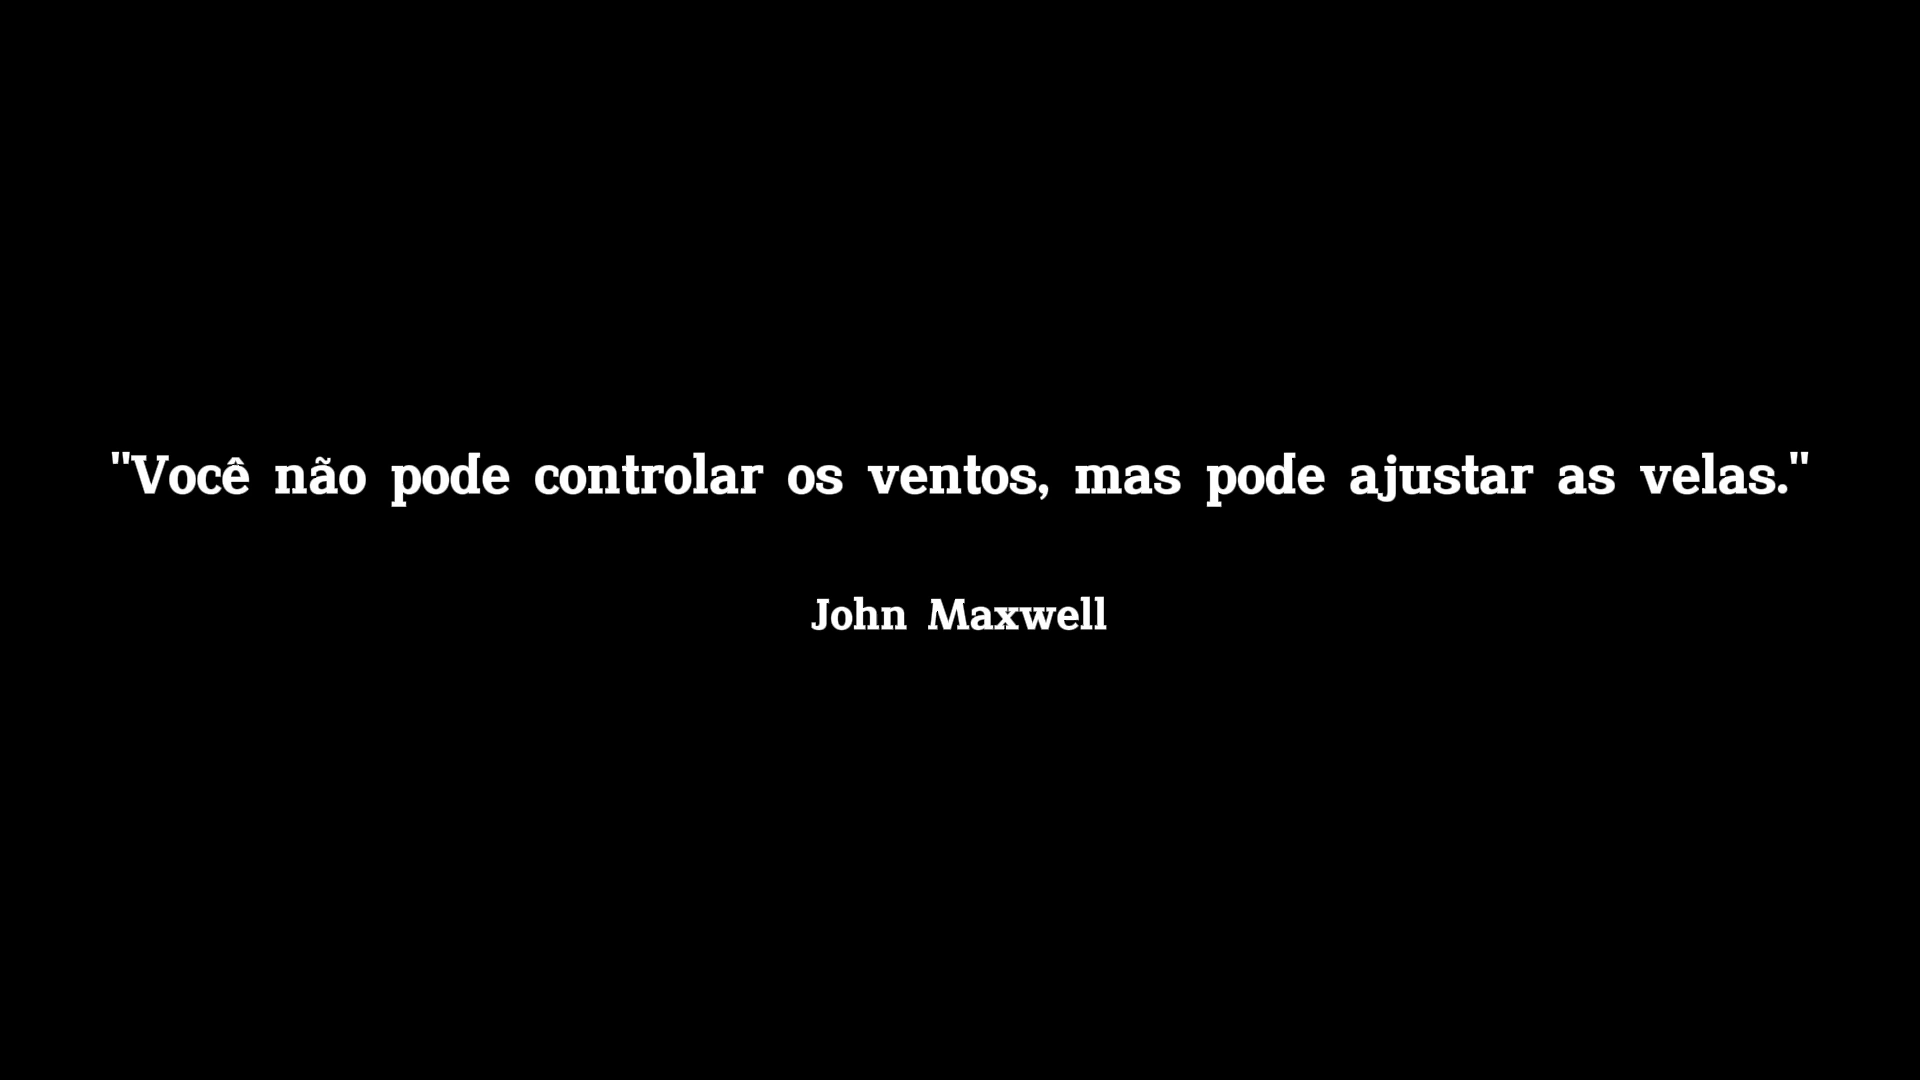 "Você não pode controlar os ventos, mas pode ajustar as velas."
John Maxwell